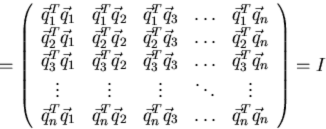 = ( q⃗₁ᵀq⃗₁ q⃗₁ᵀq⃗₂ q⃗₁ᵀq⃗₃ … q⃗₁ᵀq⃗ₙ
q⃗₂ᵀq⃗₁ q⃗₂ᵀq⃗₂ q⃗₂ᵀq⃗₃ … q⃗₂ᵀq⃗ₙ
q⃗₃ᵀq⃗₁ q⃗₃ᵀq⃗₂ q⃗₃ᵀq⃗₃ … q⃗₃ᵀq⃗ₙ
⋮ ⋮ ⋮ ⋱ ⋮
q⃗ₙᵀq⃗₁ q⃗ₙᵀq⃗₂ q⃗ₙᵀq⃗₃ … q⃗ₙᵀq⃗ₙ ) = I